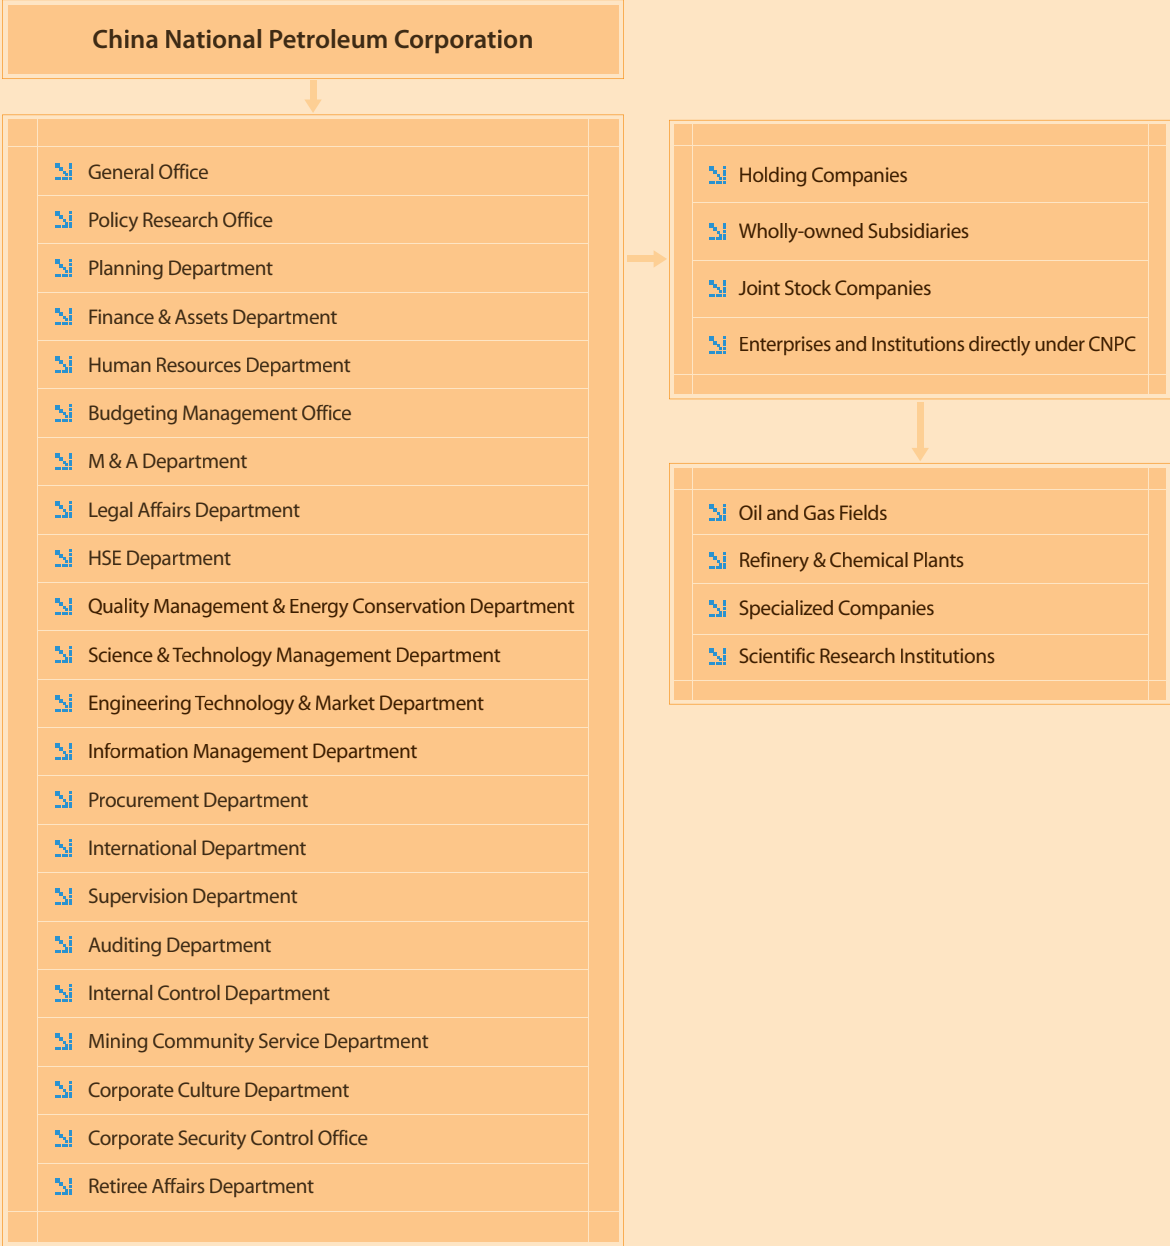 China National Petroleum Corporation
General Office
Policy Research Office
Planning Department
Finance & Assets Department
Human Resources Department
Budgeting Management Office
M & A Department
Legal Affairs Department
HSE Department
Quality Management & Energy Conservation Department
Science & Technology Management Department
Engineering Technology & Market Department
Information Management Department
Procurement Department
International Department
Supervision Department
Auditing Department
Internal Control Department
Mining Community Service Department
Corporate Culture Department
Corporate Security Control Office
Retiree Affairs Department
Holding Companies
Wholly-owned Subsidiaries
Joint Stock Companies
Enterprises and Institutions directly under CNPC
Oil and Gas Fields
Refinery & Chemical Plants
Specialized Companies
Scientific Research Institutions